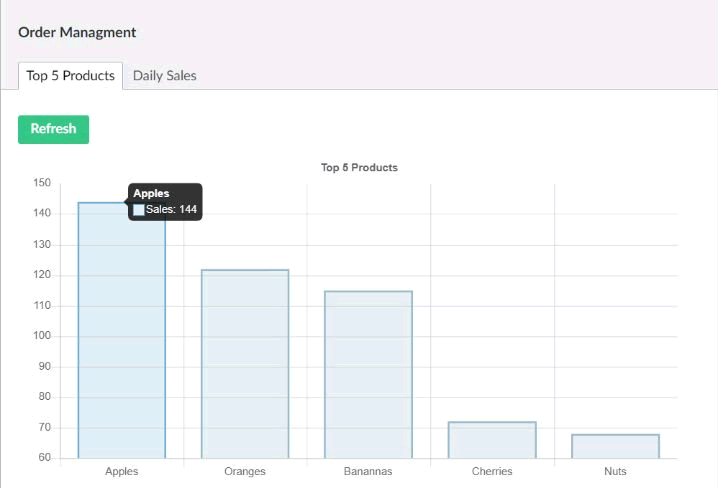 Order Managment
Top 5 Products Daily Sales
Refresh
Top 5 Products
150
Apples
Sales: 144
140
130
120
110
100
90
80
70
60
Apples Oranges Banannas Cherries Nuts